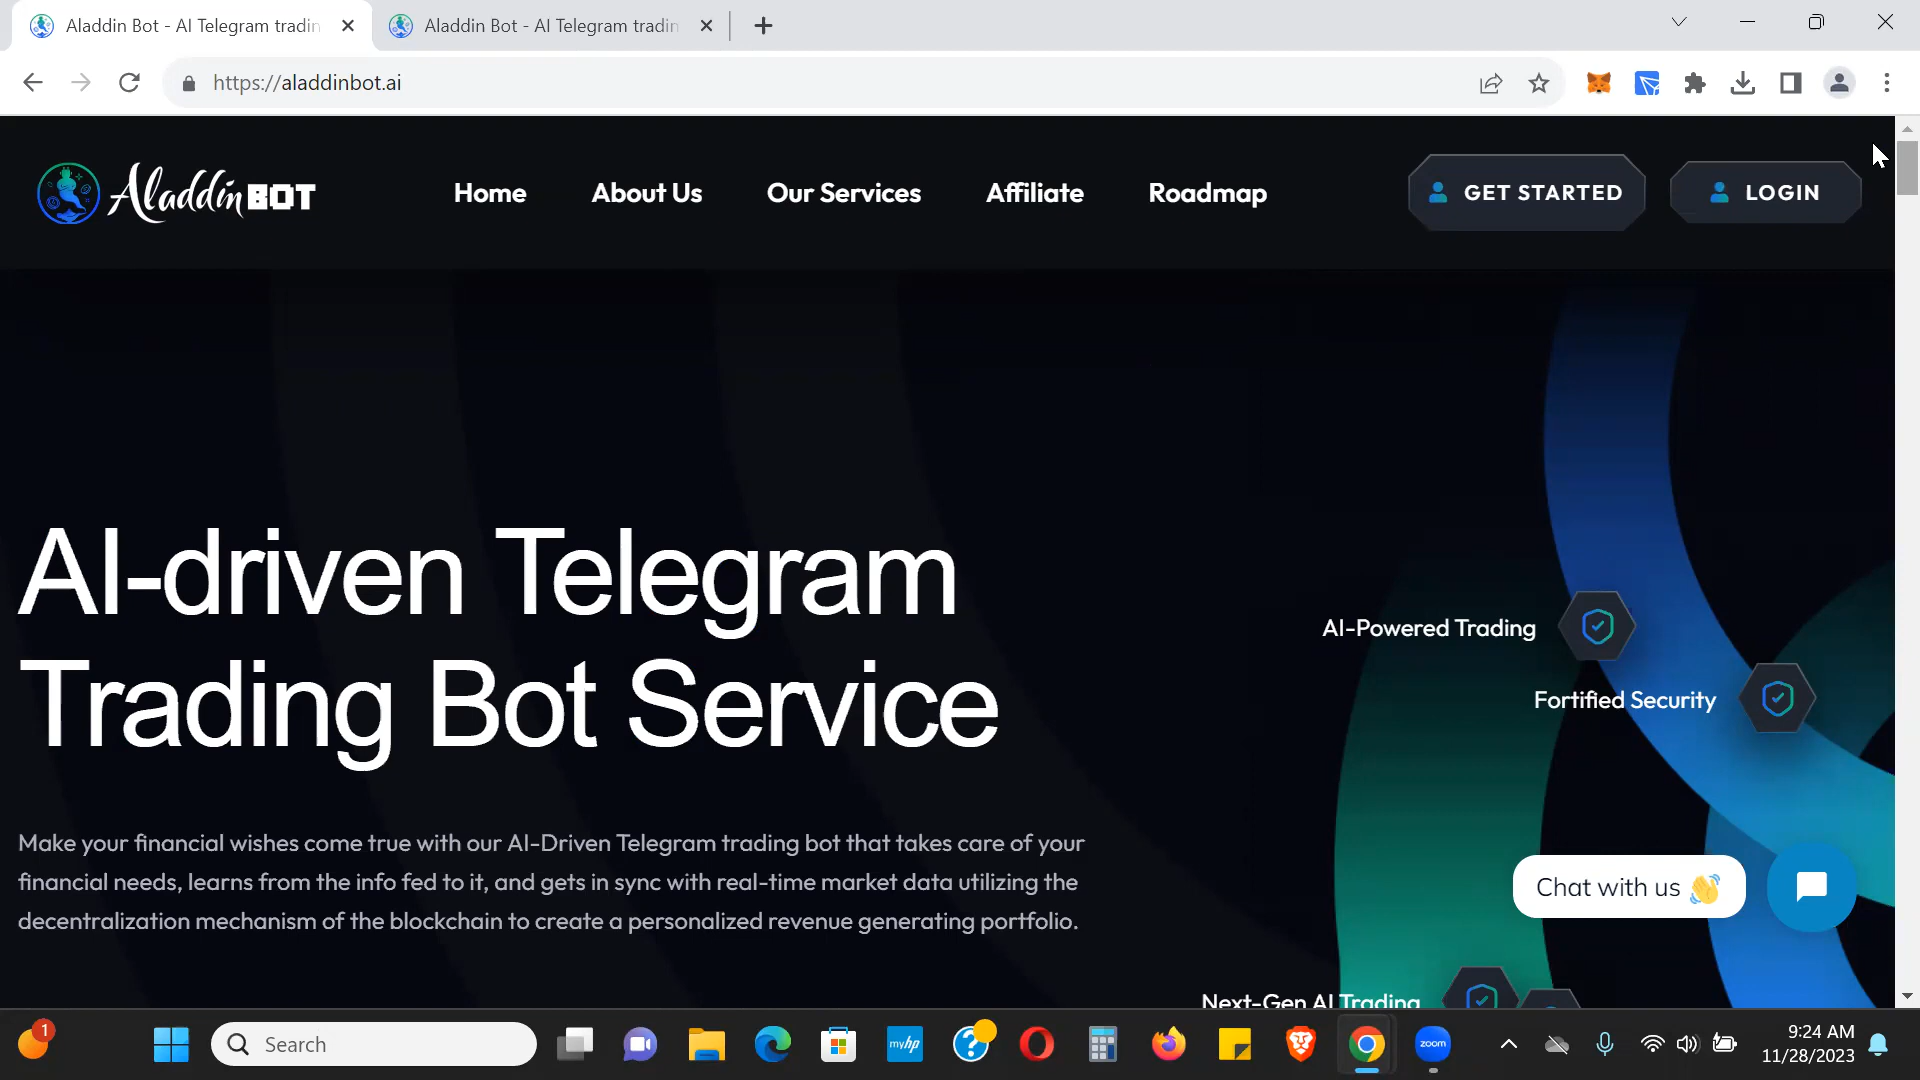 Aladdin Bot - AI Telegram tradin
Aladdin Bot - AI Telegram tradin
https://aladdinbot.ai
AladdinBOT
Home
About Us
Our Services
Affiliate
Roadmap
GET STARTED
LOGIN
AI-driven Telegram
Trading Bot Service
Make your financial wishes come true with our AI-Driven Telegram trading bot that takes care of your
financial needs, learns from the info fed to it, and gets in sync with real-time market data utilizing the
decentralization mechanism of the blockchain to create a personalized revenue generating portfolio.
AI-Powered Trading
Fortified Security
Chat with us
Next-Gen AI Trading
1
Search
myhp
zoom
9:24 AM
11/28/2023